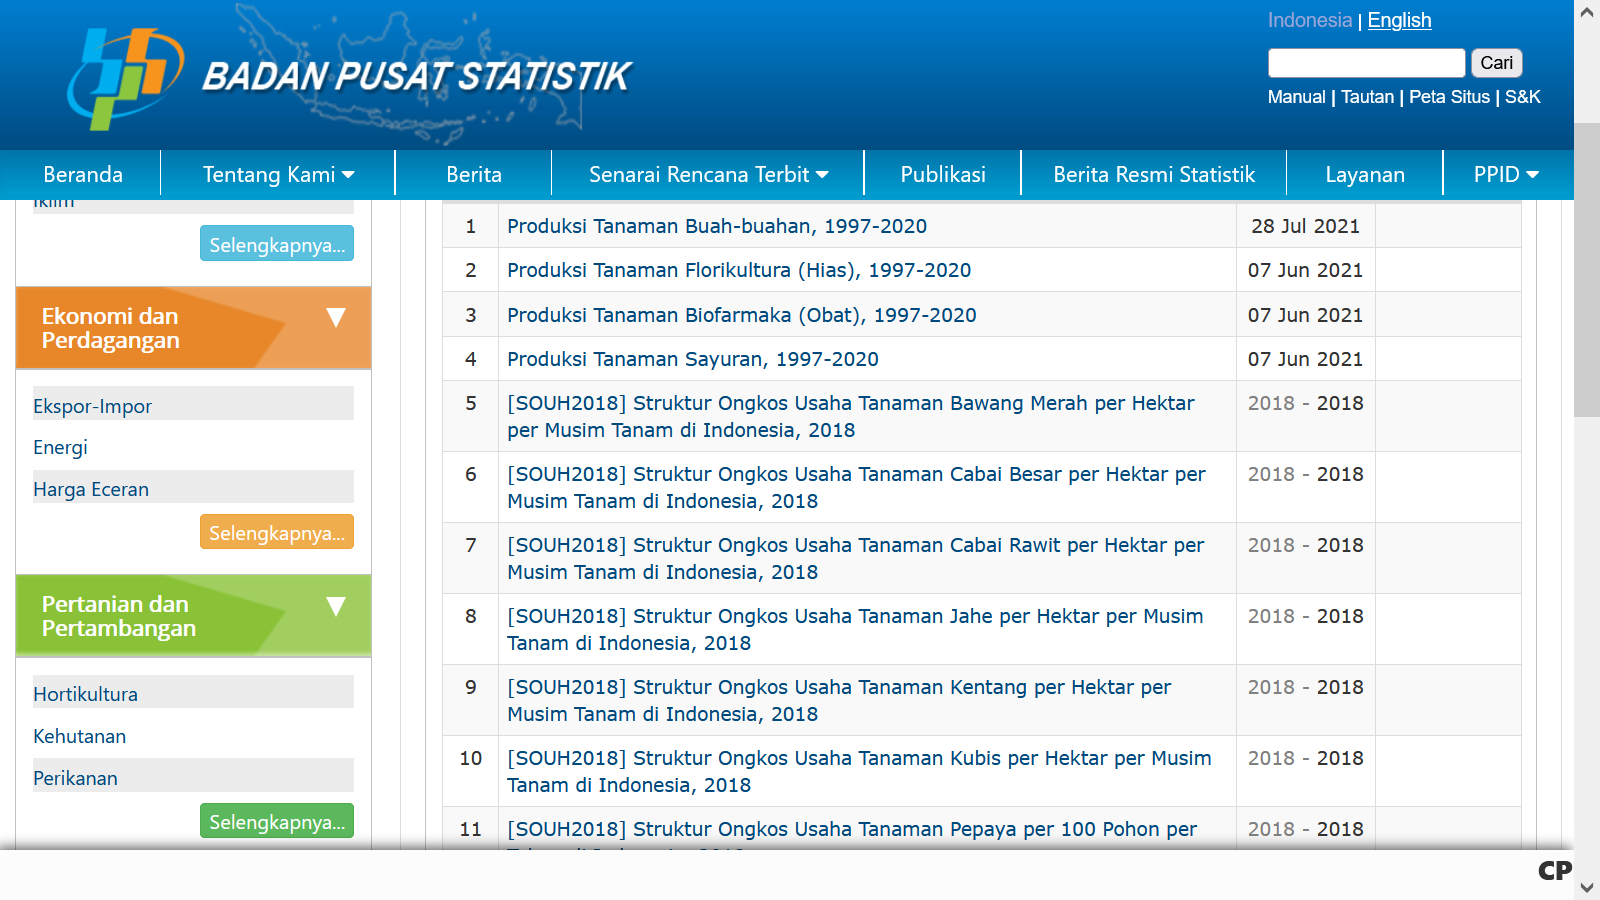 BADAN PUSAT STATISTIK
Indonesia | English
Cari
Manual | Tautan | Peta Situs | S&K
Beranda
Tentang Kami
Berita
Senarai Rencana Terbit
Publikasi
Berita Resmi Statistik
Layanan
PPID
Iklim
Selengkapnya...
Ekonomi dan
Perdagangan
Ekspor-Impor
Energi
Harga Eceran
Selengkapnya...
Pertanian dan
Pertambangan
Hortikultura
Kehutanan
Perikanan
Selengkapnya...
1 Produksi Tanaman Buah-buahan, 1997-2020 28 Jul 2021
2 Produksi Tanaman Florikultura (Hias), 1997-2020 07 Jun 2021
3 Produksi Tanaman Biofarmaka (Obat), 1997-2020 07 Jun 2021
4 Produksi Tanaman Sayuran, 1997-2020 07 Jun 2021
5 [SOUH2018] Struktur Ongkos Usaha Tanaman Bawang Merah per Hektar 2018 - 2018
per Musim Tanam di Indonesia, 2018
6 [SOUH2018] Struktur Ongkos Usaha Tanaman Cabai Besar per Hektar per 2018 - 2018
Musim Tanam di Indonesia, 2018
7 [SOUH2018] Struktur Ongkos Usaha Tanaman Cabai Rawit per Hektar per 2018 - 2018
Musim Tanam di Indonesia, 2018
8 [SOUH2018] Struktur Ongkos Usaha Tanaman Jahe per Hektar per Musim 2018 - 2018
Tanam di Indonesia, 2018
9 [SOUH2018] Struktur Ongkos Usaha Tanaman Kentang per Hektar per 2018 - 2018
Musim Tanam di Indonesia, 2018
10 [SOUH2018] Struktur Ongkos Usaha Tanaman Kubis per Hektar per Musim 2018 - 2018
Tanam di Indonesia, 2018
11 [SOUH2018] Struktur Ongkos Usaha Tanaman Pepaya per 100 Pohon per 2018 - 2018
CP